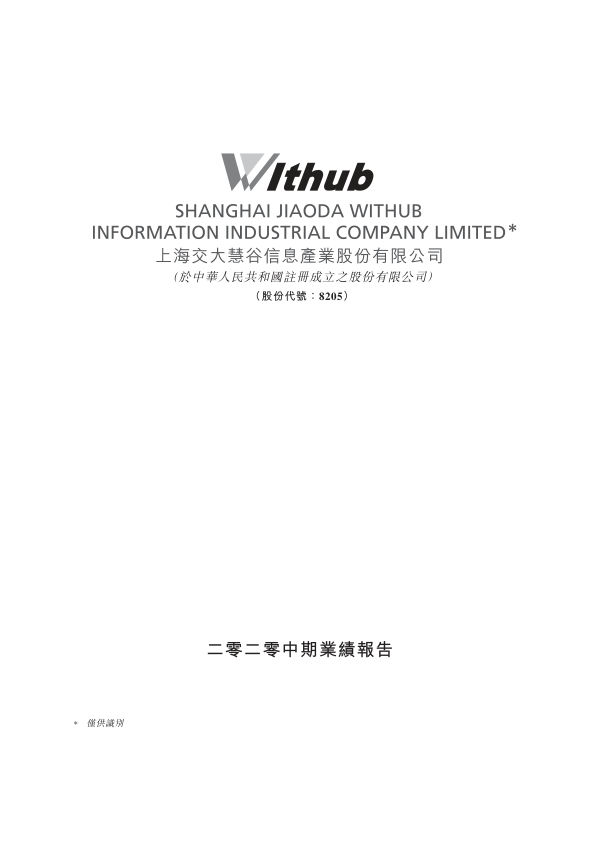 WIthub
SHANGHAI JIAODA WITHUB
INFORMATION INDUSTRIAL COMPANY LIMITED*
上海交大慧谷信息產業股份有限公司
(於中華人民共和國註冊成立之股份有限公司)
（股份代號：8205）
二零二零中期業績報告
* 僅供識別